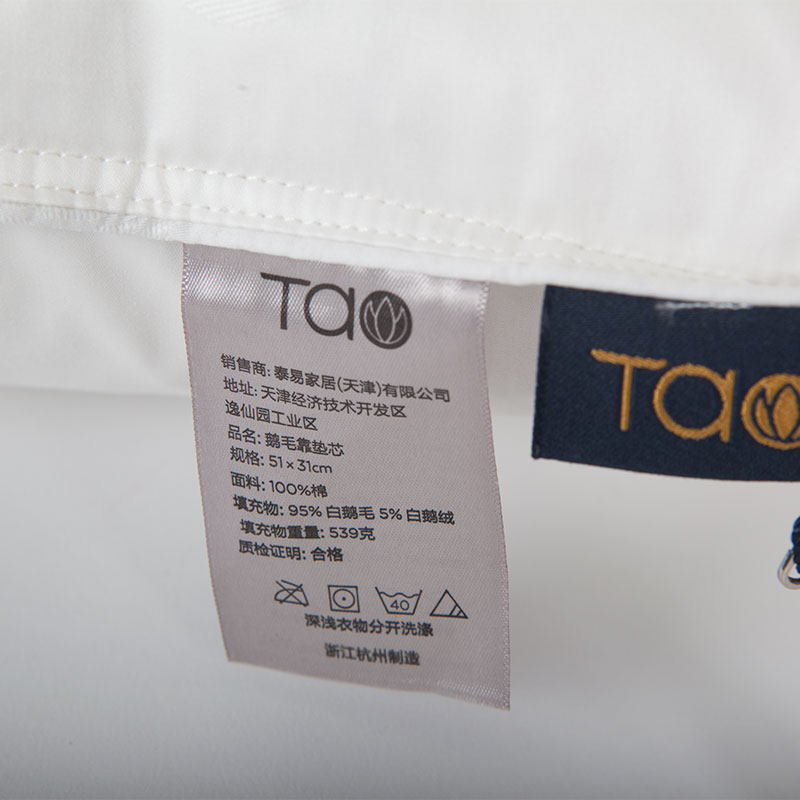 Tao
销售商: 泰易家居(天津)有限公司
地址: 天津经济技术开发区
逸仙园工业区
品名: 鹅毛靠垫芯
规格: 51×31cm
面料: 100%棉
填充物: 95% 白鹅毛 5% 白鹅绒
填充物重量: 539克
质检证明: 合格
40
深浅衣物分开洗涤
浙江杭州制造
Tao